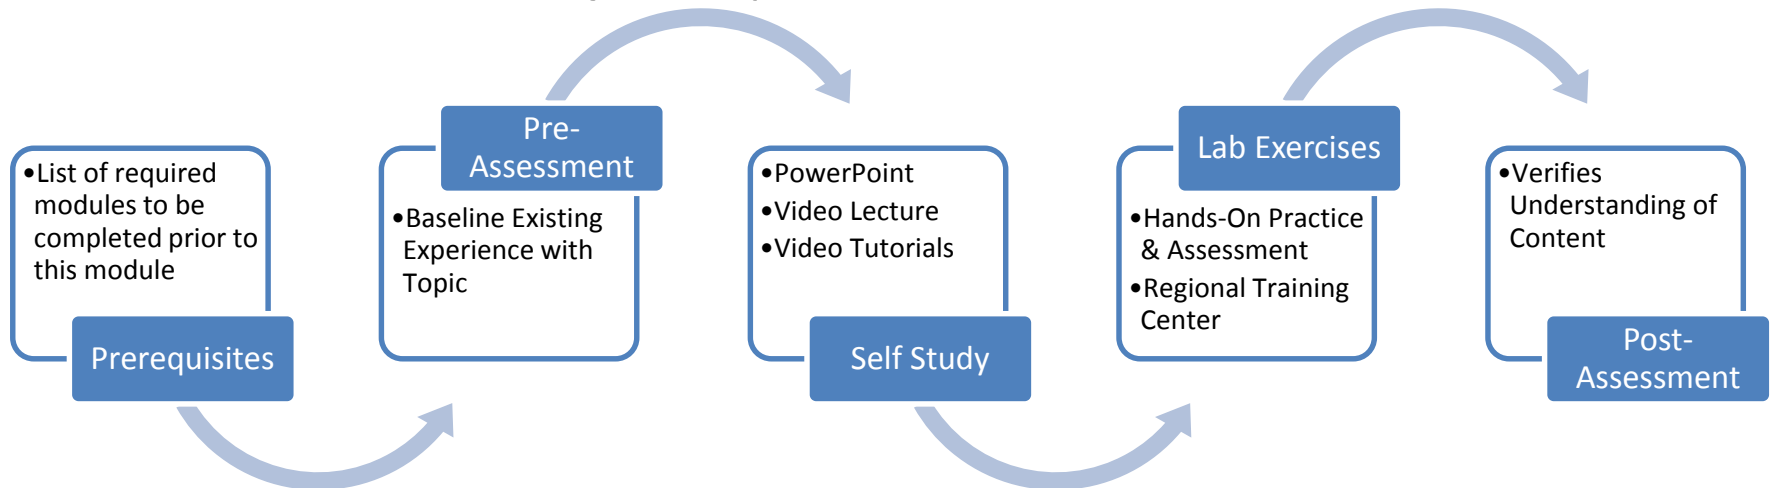 •List of required
modules to be
completed prior to
this module
Prerequisites
Pre-
Assessment
•Baseline Existing
Experience with
Topic
•PowerPoint
•Video Lecture
•Video Tutorials
Self Study
Lab Exercises
•Hands-On Practice
& Assessment
•Regional Training
Center
•Verifies
Understanding of
Content
Post-
Assessment